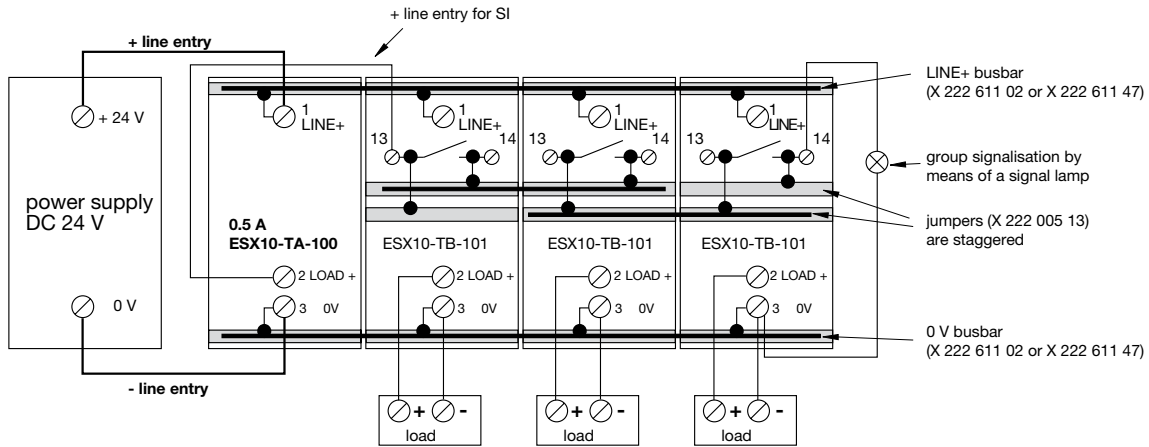 + line entry for SI
+ line entry
LINE+ busbar
(X 222 611 02 or X 222 611 47)
+ 24 V
1
LINE+
1
LINE+
1
LINE+
1
LINE+
13
14
13
14
13
14
group signalisation by
means of a signal lamp
power supply
DC 24 V
jumpers (X 222 005 13)
are staggered
0.5 A
ESX10-TA-100
ESX10-TB-101
ESX10-TB-101
ESX10-TB-101
2 LOAD +
2 LOAD +
2 LOAD +
2 LOAD +
0 V
3 0V
3 0V
3 0V
3 0V
0 V busbar
(X 222 611 02 or X 222 611 47)
- line entry
+ -
load
+ -
load
+ -
load